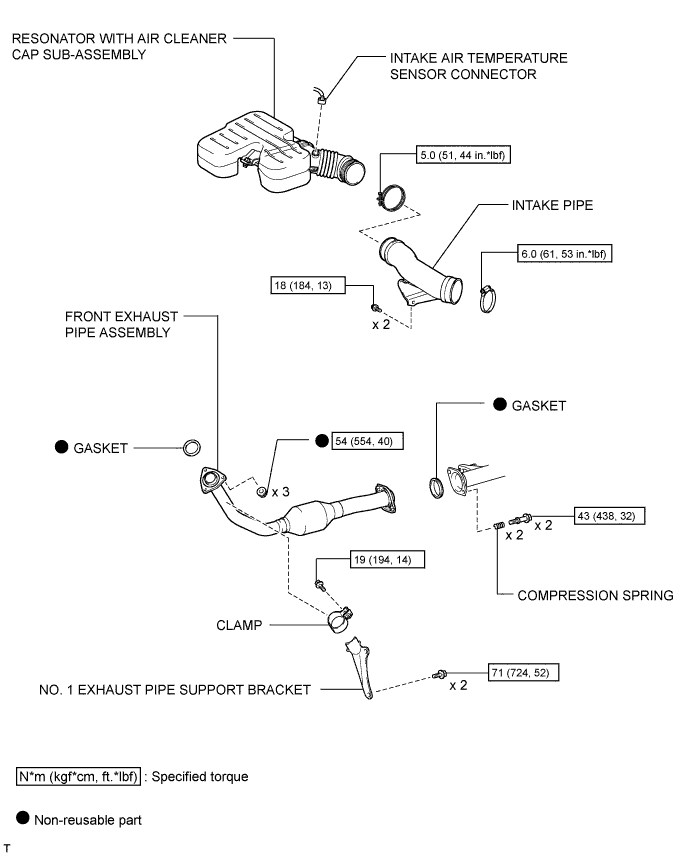 RESONATOR WITH AIR CLEANER
CAP SUB-ASSEMBLY
INTAKE AIR TEMPERATURE
SENSOR CONNECTOR
5.0 (51, 44 in.*lbf)
INTAKE PIPE
6.0 (61, 53 in.*lbf)
18 (184, 13)
x 2
FRONT EXHAUST
PIPE ASSEMBLY
GASKET
GASKET
54 (554, 40)
x 3
43 (438, 32)
x 2
x 2
19 (194, 14)
COMPRESSION SPRING
CLAMP
71 (724, 52)
x 2
NO. 1 EXHAUST PIPE SUPPORT BRACKET
N*m (kgf*cm, ft.*lbf) : Specified torque
Non-reusable part
T